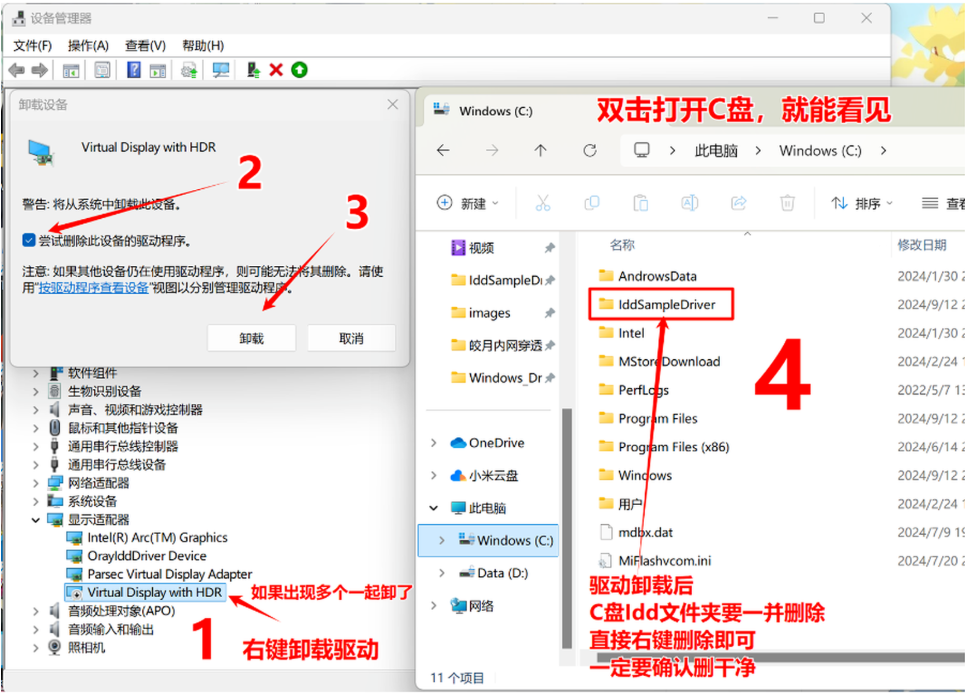 设备管理器
文件(F) 操作(A) 查看(V) 帮助(H)
卸载设备
Virtual Display with HDR
2
警告: 将从系统中卸载此设备。
3
尝试删除此设备的驱动程序。
注意: 如果其他设备仍在使用驱动程序，则可能无法将其删除。请使
用"按驱动程序查看设备"视图以分别管理驱动程序。
卸载 取消
软件组件
生物识别设备
声音、视频和游戏控制器
鼠标和其他指针设备
通用串行总线控制器
通用串行总线设备
网络适配器
系统设备
显示适配器
Intel(R) Arc(TM) Graphics
OrayIddDriver Device
Parsec Virtual Display Adapter
Virtual Display with HDR
如果出现多个一起卸了
音频处理对象(APO)
音频输入和输出
照相机
1
右键卸载驱动
Windows (C:)
双击打开C盘，就能看见
此电脑 Windows (C:)
新建 排序 查看
视频
IddSampleDr
images
皎月内网穿透
Windows_Dr
OneDrive
小米云盘
此电脑
Windows (C:)
Data (D:)
网络
名称 修改日期
AndrowsData 2024/1/30
IddSampleDriver 2024/9/12
Intel 2024/1/30
MStoreDownload 2024/2/24
PerfLogs 2022/5/7
Program Files 2024/9/12
Program Files (x86) 2024/6/14
Windows 2024/9/12
用户 2024/2/24
mdbx.dat 2024/7/9
MiFlashvcom.ini 2024/7/20
4
驱动卸载后
C盘Idd文件夹要一并删除
直接右键删除即可
一定要确认删干净
11 个项目